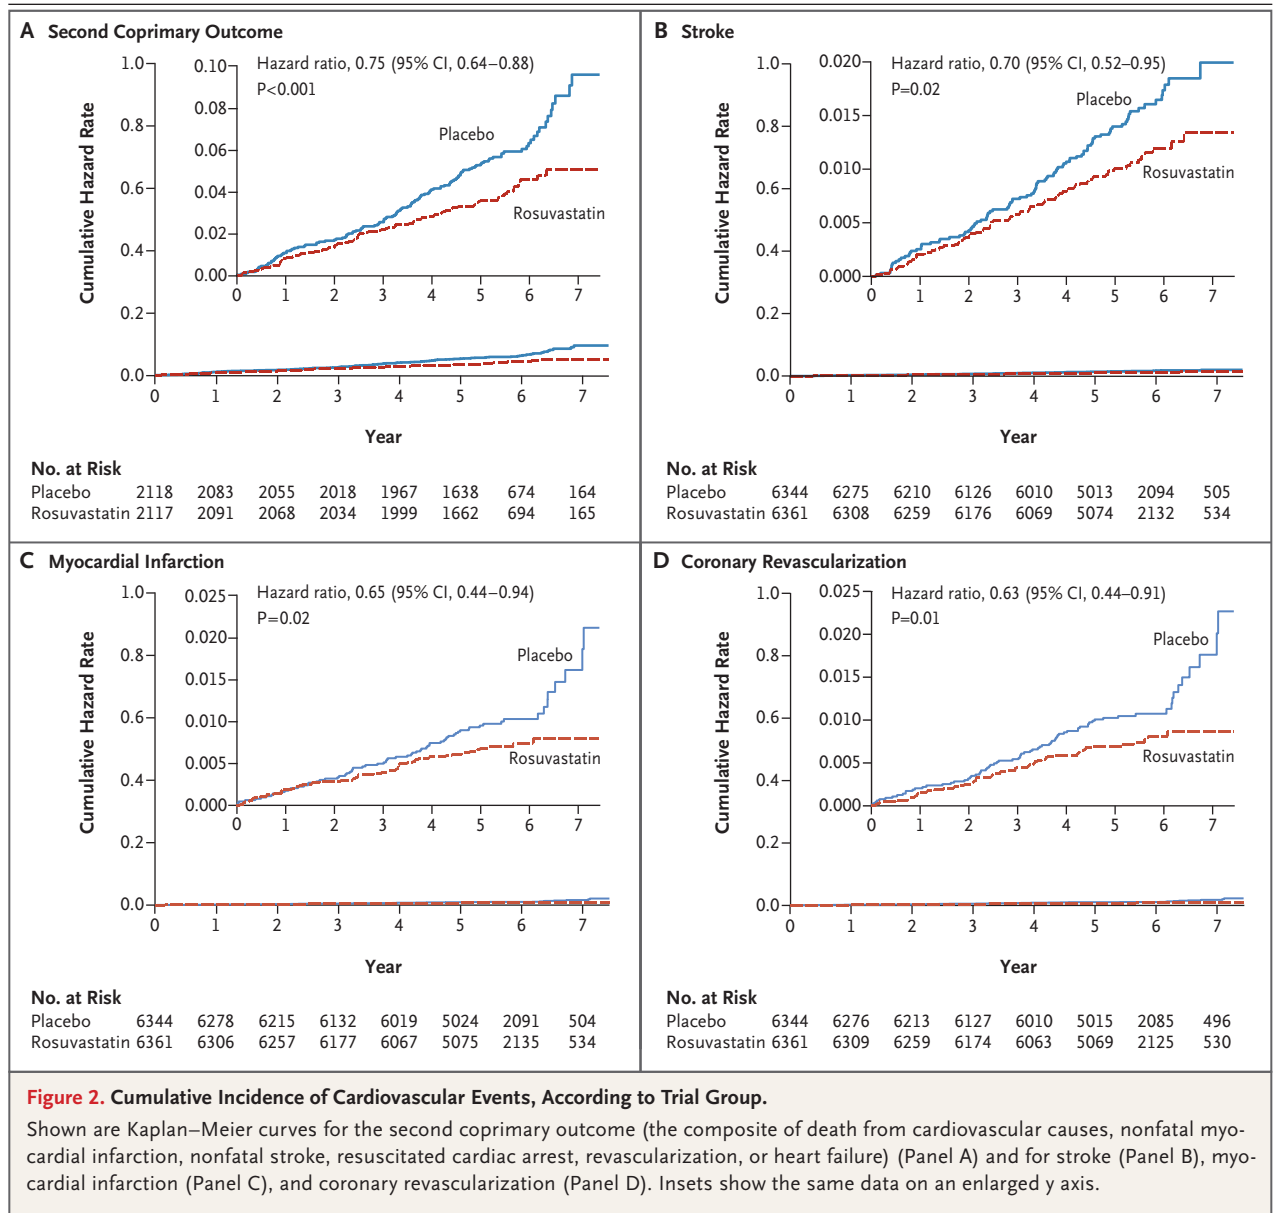 A Second Coprimary Outcome
Hazard ratio, 0.75 (95% CI, 0.64–0.88)
P<0.001
Cumulative Hazard Rate
1.0
0.8
0.6
0.4
0.2
0.0
0.10
0.08
0.06
0.04
0.02
0.00
Placebo
Rosuvastatin
0 1 2 3 4 5 6 7
0 1 2 3 4 5 6 7
Year
No. at Risk
Placebo 2118 2083 2055 2018 1967 1638 674 164
Rosuvastatin 2117 2091 2068 2034 1999 1662 694 165
B Stroke
Hazard ratio, 0.70 (95% CI, 0.52–0.95)
P=0.02
Cumulative Hazard Rate
1.0
0.8
0.6
0.4
0.2
0.0
0.020
0.015
0.010
0.005
0.000
Placebo
Rosuvastatin
0 1 2 3 4 5 6 7
0 1 2 3 4 5 6 7
Year
No. at Risk
Placebo 6344 6275 6210 6126 6010 5013 2094 505
Rosuvastatin 6361 6308 6259 6176 6069 5074 2132 534
C Myocardial Infarction
Hazard ratio, 0.65 (95% CI, 0.44–0.94)
P=0.02
Cumulative Hazard Rate
1.0
0.8
0.6
0.4
0.2
0.0
0.025
0.020
0.015
0.010
0.005
0.000
Placebo
Rosuvastatin
0 1 2 3 4 5 6 7
0 1 2 3 4 5 6 7
Year
No. at Risk
Placebo 6344 6278 6215 6132 6019 5024 2091 504
Rosuvastatin 6361 6306 6257 6177 6067 5075 2135 534
D Coronary Revascularization
Hazard ratio, 0.63 (95% CI, 0.44–0.91)
P=0.01
Cumulative Hazard Rate
1.0
0.8
0.6
0.4
0.2
0.0
0.025
0.020
0.015
0.010
0.005
0.000
Placebo
Rosuvastatin
0 1 2 3 4 5 6 7
0 1 2 3 4 5 6 7
Year
No. at Risk
Placebo 6344 6276 6213 6127 6010 5015 2085 496
Rosuvastatin 6361 6309 6259 6174 6063 5069 2125 530
Figure 2. Cumulative Incidence of Cardiovascular Events, According to Trial Group.
Shown are Kaplan–Meier curves for the second coprimary outcome (the composite of death from cardiovascular causes, nonfatal myo-
cardial infarction, nonfatal stroke, resuscitated cardiac arrest, revascularization, or heart failure) (Panel A) and for stroke (Panel B), myo-
cardial infarction (Panel C), and coronary revascularization (Panel D). Insets show the same data on an enlarged y axis.